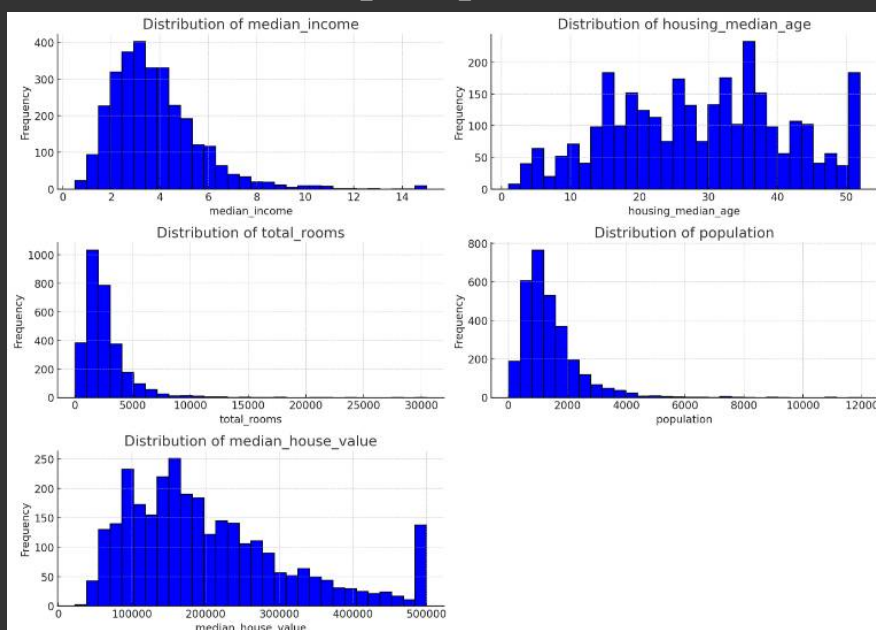 Distribution of median_income
400
300
200
100
0
Frequency
0 2 4 6 8 10 12 14
median_income
Distribution of housing_median_age
200
150
100
50
0
Frequency
0 10 20 30 40 50
housing_median_age
Distribution of total_rooms
1000
800
600
400
200
0
Frequency
0 5000 10000 15000 20000 25000 30000
total_rooms
Distribution of population
800
600
400
200
0
Frequency
0 2000 4000 6000 8000 10000 12000
population
Distribution of median_house_value
250
200
150
100
50
0
Frequency
0 100000 200000 300000 400000 500000
median_house_value